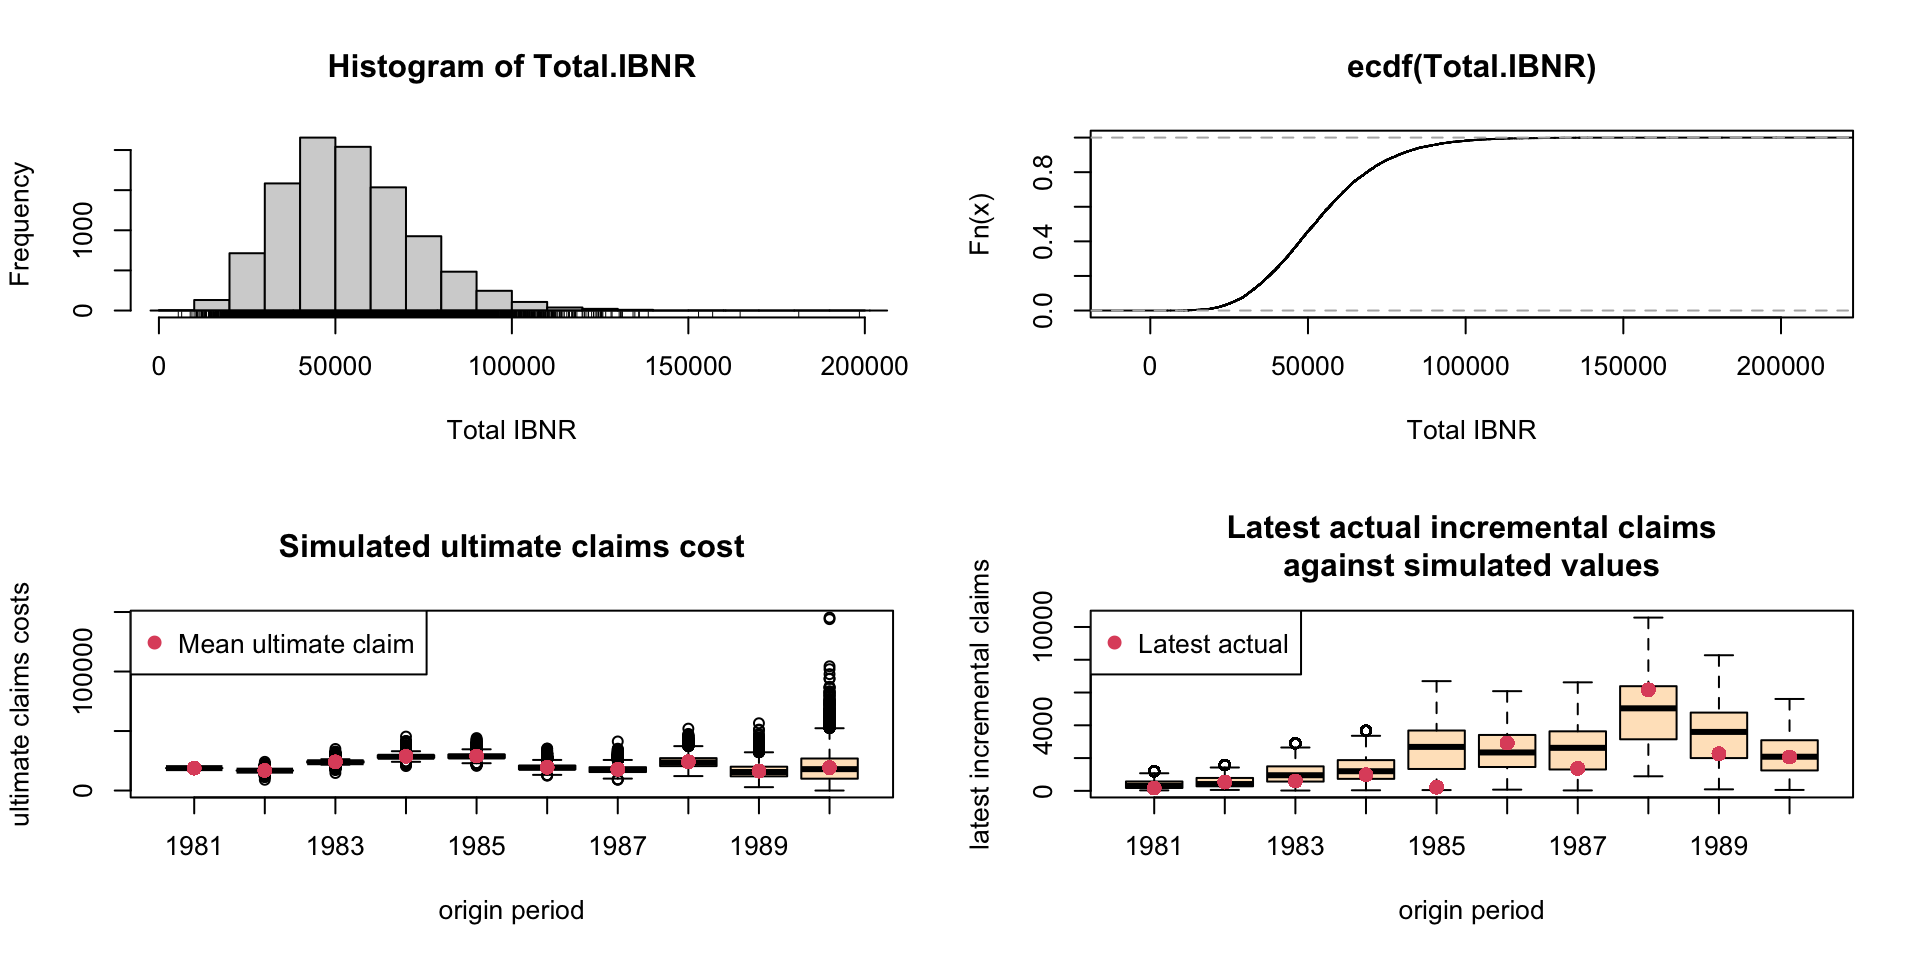 Histogram of Total.IBNR
Frequency
1000
0
0 50000 100000 150000 200000
Total IBNR
ecdf(Total.IBNR)
Fn(x)
0.8
0.4
0.0
0 50000 100000 150000 200000
Total IBNR
Simulated ultimate claims cost
ultimate claims costs
100000
0
Mean ultimate claim
1981 1983 1985 1987 1989
origin period
Latest actual incremental claims
against simulated values
latest incremental claims
10000
4000
0
Latest actual
1981 1983 1985 1987 1989
origin period